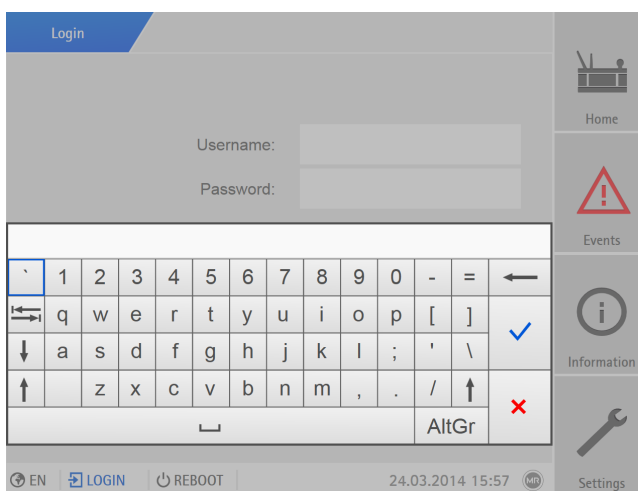 Login
Home
Username:
Password:
Events
` 1 2 3 4 5 6 7 8 9 0 - =
q w e r t y u i o p [ ]
a s d f g h j k l ; ' \
Information
z x c v b n m , . /
AltGr
EN LOGIN REBOOT 24.03.2014 15:57 MR
Settings